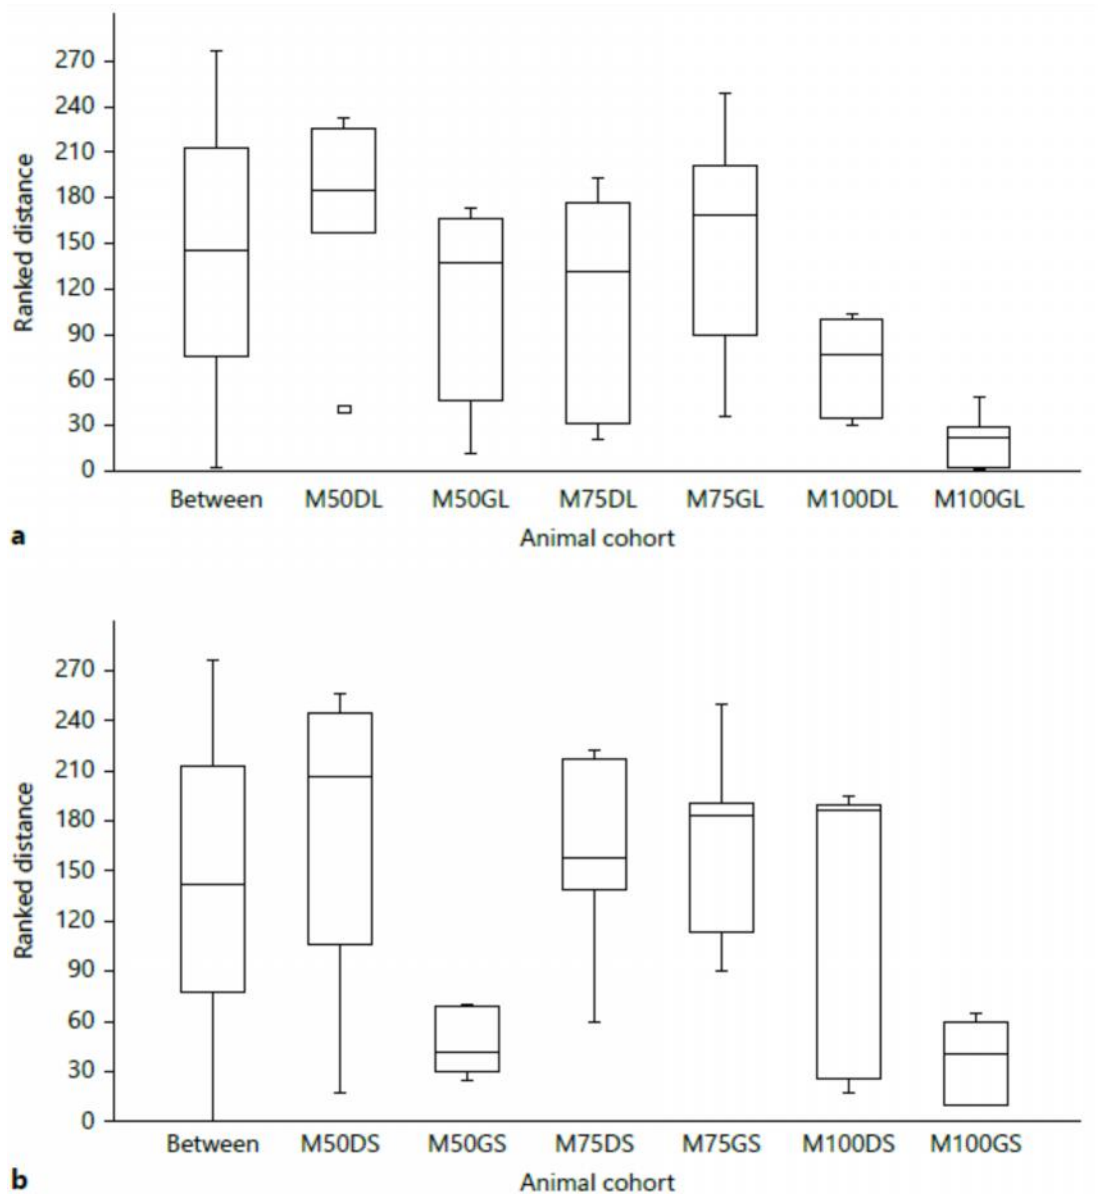 270
240
210
180
150
120
90
60
30
0
Ranked distance
Between M50DL M50GL M75DL M75GL M100DL M100GL
Animal cohort
a
270
240
210
180
150
120
90
60
30
0
Ranked distance
Between M50DS M50GS M75DS M75GS M100DS M100GS
Animal cohort
b